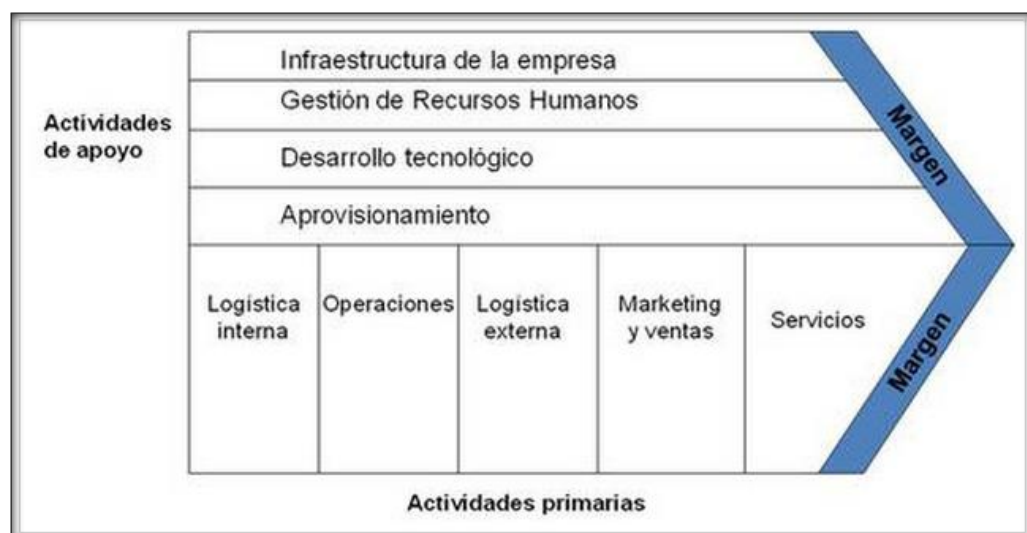 Infraestructura de la empresa
Gestión de Recursos Humanos
Actividades
de apoyo
Desarrollo tecnológico
Aprovisionamiento
Margen
Logística
interna
Operaciones
Logística
externa
Marketing
y ventas
Servicios
Margen
Actividades primarias